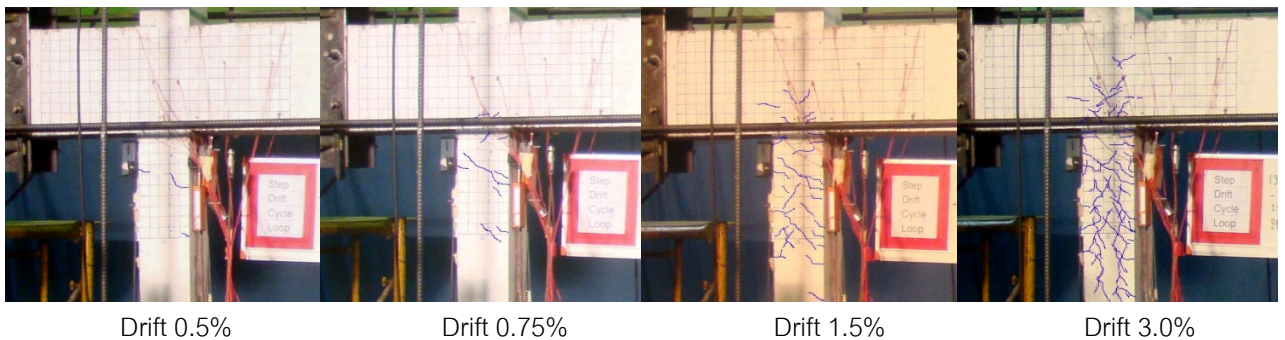 Step
Drift
Cycle
Loop
Step
Drift
Cycle
Loop
Step
Drift
Cycle
Loop
Step
Drift
Cycle
Loop
Drift 0.5%
Drift 0.75%
Drift 1.5%
Drift 3.0%